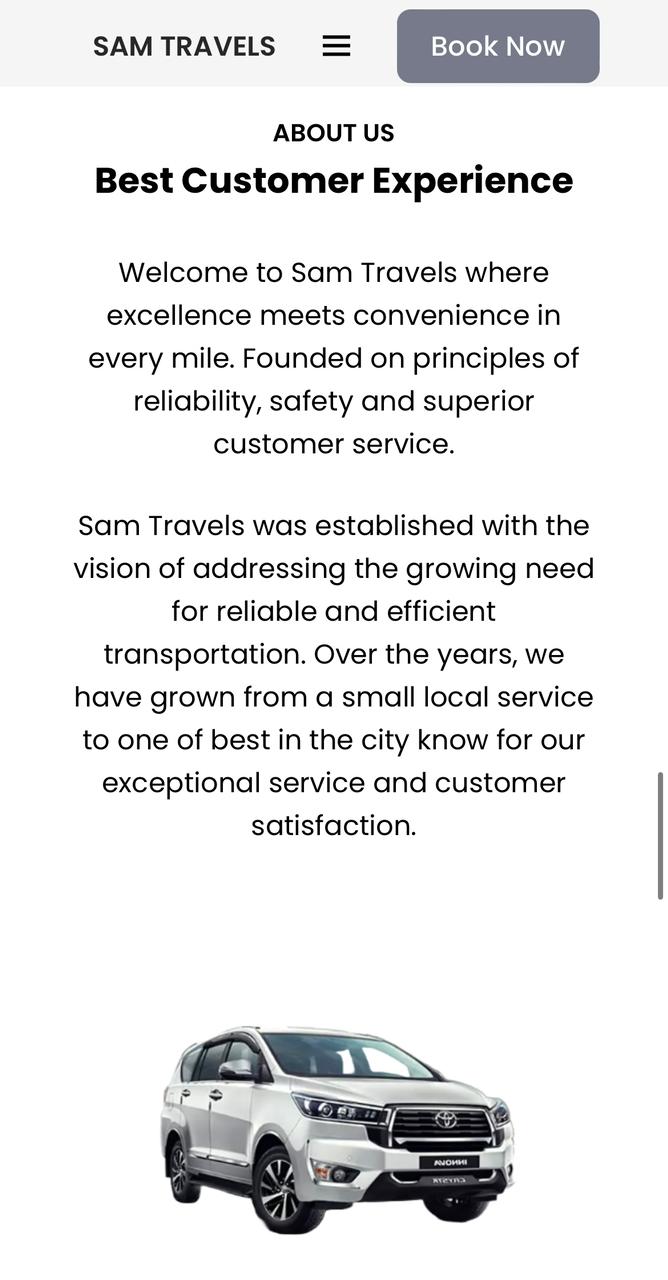 SAM TRAVELS
Book Now
ABOUT US
Best Customer Experience
Welcome to Sam Travels where
excellence meets convenience in
every mile. Founded on principles of
reliability, safety and superior
customer service.
Sam Travels was established with the
vision of addressing the growing need
for reliable and efficient
transportation. Over the years, we
have grown from a small local service
to one of best in the city know for our
exceptional service and customer
satisfaction.
INNOVA
CRYSTA